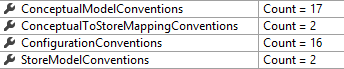 ConceptualModelConventions Count = 17
ConceptualToStoreMappingConventions Count = 2
ConfigurationConventions Count = 16
StoreModelConventions Count = 2